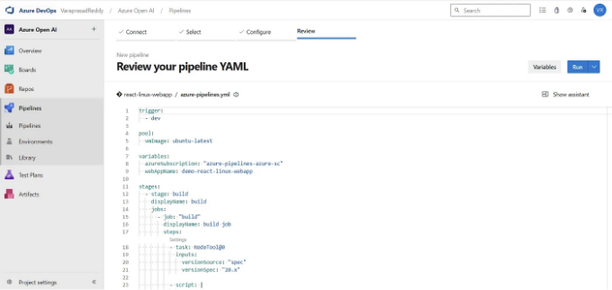 Azure DevOps VaraprasadReddy / Azure Open AI / Pipelines
Search
VR
Azure Open AI +
Overview
Boards
Repos
Pipelines
Pipelines
Environments
Library
Test Plans
Artifacts
Project settings
Connect
Select
Configure
Review
New pipeline
Review your pipeline YAML
Variables
Run
react-linux-webapp / azure-pipelines.yml
Show assistant
1 trigger:
2 - dev
3
4 pool:
5 vmImage: ubuntu-latest
6
7 variables:
8 azureSubscription: "azure-pipelines-azure-sc"
9 webAppName: demo-react-linux-webapp
10
11 stages:
12 - stage: build
13 displayName: build
14 jobs:
15 - job: "build"
16 displayName: build job
17 steps:
Settings
18 - task: NodeTool@0
19 inputs:
20 versionSource: "spec"
21 versionSpec: "20.x"
22
23 - script: |